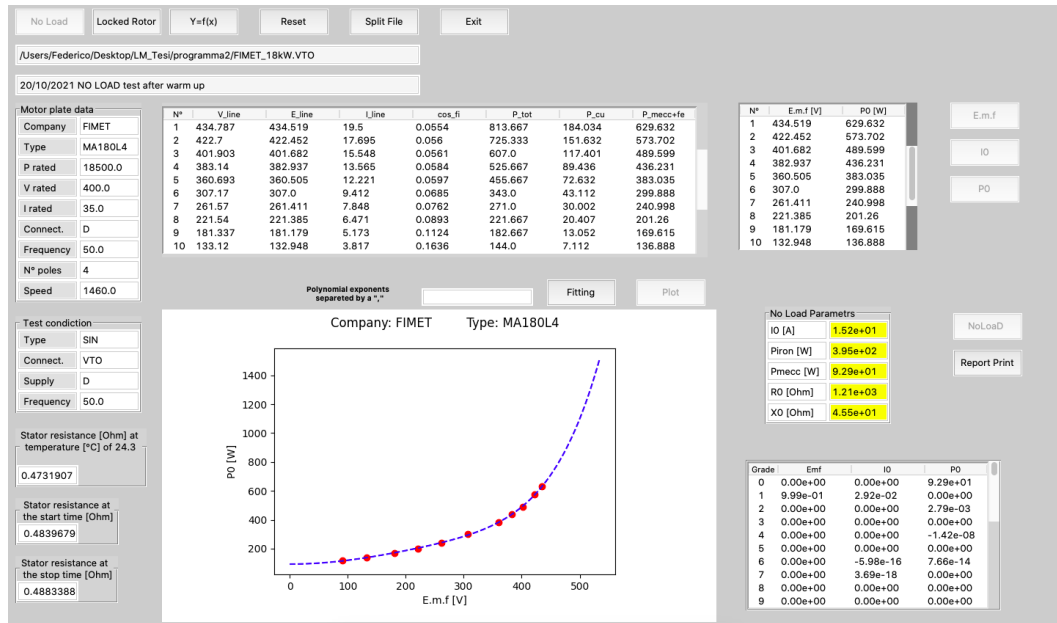 No Load Locked Rotor Y=f(x) Reset Split File Exit
/Users/Federico/Desktop/LM_Tesi/programma2/FIMET_18kW.VTO
20/10/2021 NO LOAD test after warm up
Motor plate data
Company FIMET
Type MA180L4
P rated 18500.0
V rated 400.0
I rated 35.0
Connect. D
Frequency 50.0
N° poles 4
Speed 1460.0
Test condiction
Type SIN
Connect. VTO
Supply D
Frequency 50.0
Stator resistance [Ohm] at
temperature [°C] of 24.3
0.4731907
Stator resistance at
the start time [Ohm]
0.4839679
Stator resistance at
the stop time [Ohm]
0.4883388
N° V_line E_line I_line cos_fi P_tot P_cu P_mecc+fe
1 434.787 434.519 19.5 0.0554 813.667 184.034 629.632
2 422.7 422.452 17.695 0.056 725.333 151.632 573.702
3 401.903 401.682 15.548 0.0561 607.0 117.401 489.599
4 383.14 382.937 13.565 0.0584 525.667 89.436 436.231
5 360.693 360.505 12.221 0.0597 455.667 72.632 383.035
6 307.17 307.0 9.412 0.0685 343.0 43.112 299.888
7 261.57 261.411 7.848 0.0762 271.0 30.002 240.998
8 221.54 221.385 6.471 0.0893 221.667 20.407 201.26
9 181.337 181.179 5.173 0.1124 182.667 13.052 169.615
10 133.12 132.948 3.817 0.1636 144.0 7.112 136.888
N° E.m.f [V] P0 [W]
1 434.519 629.632
2 422.452 573.702
3 401.682 489.599
4 382.937 436.231
5 360.505 383.035
6 307.0 299.888
7 261.411 240.998
8 221.385 201.26
9 181.179 169.615
10 132.948 136.888
E.m.f
I0
P0
Polynomial exponents
separeted by a ","
Fitting Plot
Company: FIMET Type: MA180L4
P0 [W]
1400
1200
1000
800
600
400
200
0 100 200 300 400 500
E.m.f [V]
No Load Parametrs
I0 [A] 1.52e+01
Piron [W] 3.95e+02
Pmecc [W] 9.29e+01
R0 [Ohm] 1.21e+03
X0 [Ohm] 4.55e+01
NoLoaD
Report Print
Grade Emf I0 P0
0 0.00e+00 0.00e+00 9.29e+01
1 9.99e-01 2.92e-02 0.00e+00
2 0.00e+00 0.00e+00 2.79e-03
3 0.00e+00 0.00e+00 0.00e+00
4 0.00e+00 0.00e+00 -1.42e-08
5 0.00e+00 0.00e+00 0.00e+00
6 0.00e+00 -5.98e-16 7.66e-14
7 0.00e+00 3.69e-18 0.00e+00
8 0.00e+00 0.00e+00 0.00e+00
9 0.00e+00 0.00e+00 0.00e+00